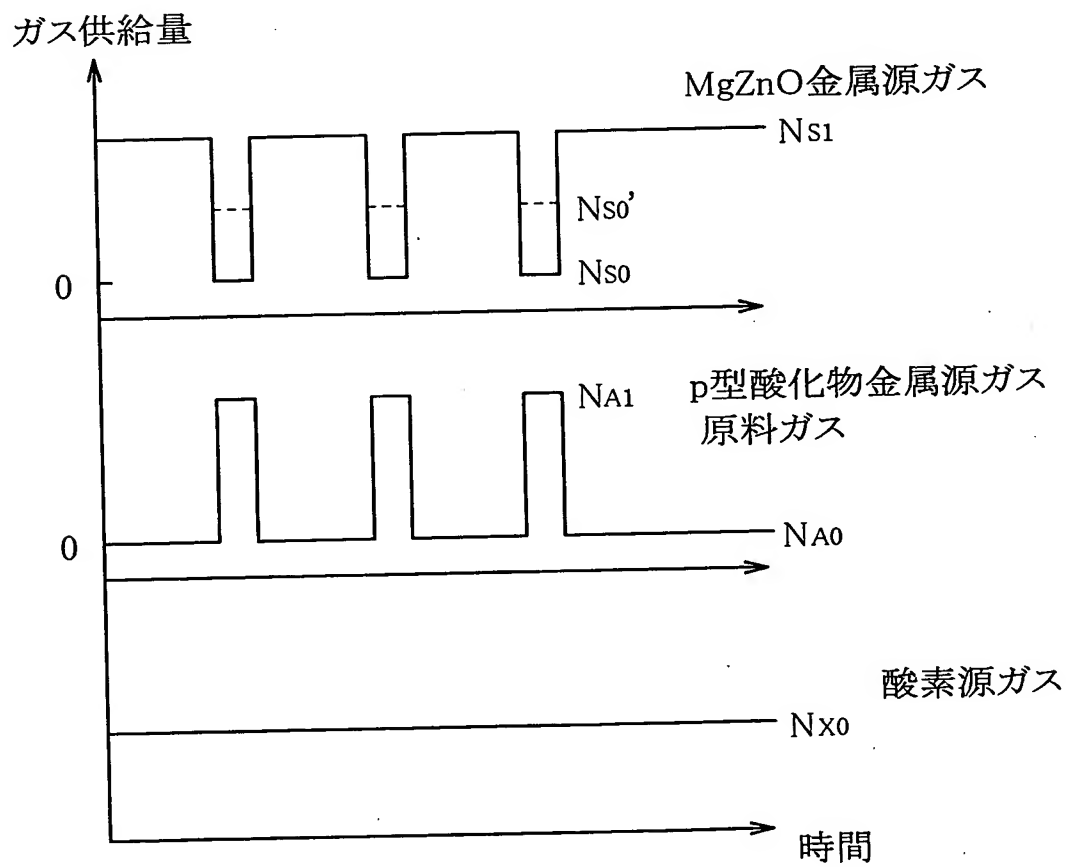 ガス供給量
MgZnO金属源ガス
NS1
NS0’
NS0
0
NA1
p型酸化物金属源ガス
原料ガス
0
NA0
酸素源ガス
NX0
時間